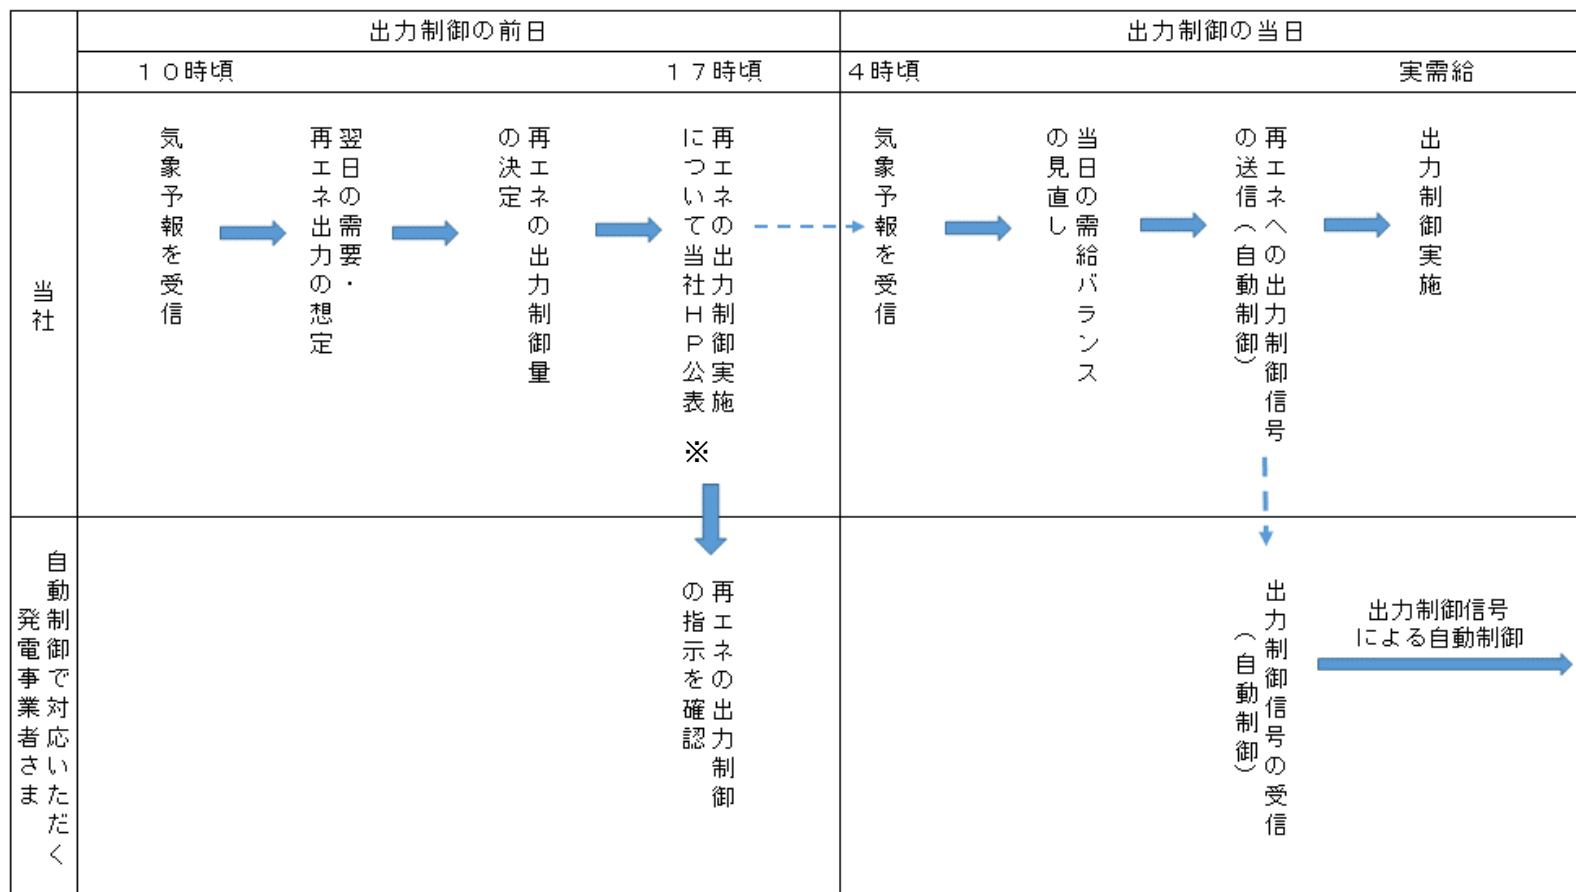 出力制御の前日
出力制御の当日
１０時頃
１７時頃
４時頃
実需給
当社
気象予報を受信
翌日の需要・
再エネ出力の想定
再エネの出力制御量
の決定
再エネの出力制御実施
について当社ＨＰ公表
※
気象予報を受信
当日の需給バランス
の見直し
再エネへの出力制御信号
の送信（自動制御）
出力制御実施
自動制御で対応いただく
発電事業者さま
再エネの出力制御
の指示を確認
出力制御信号の受信
（自動制御）
出力制御信号
による自動制御